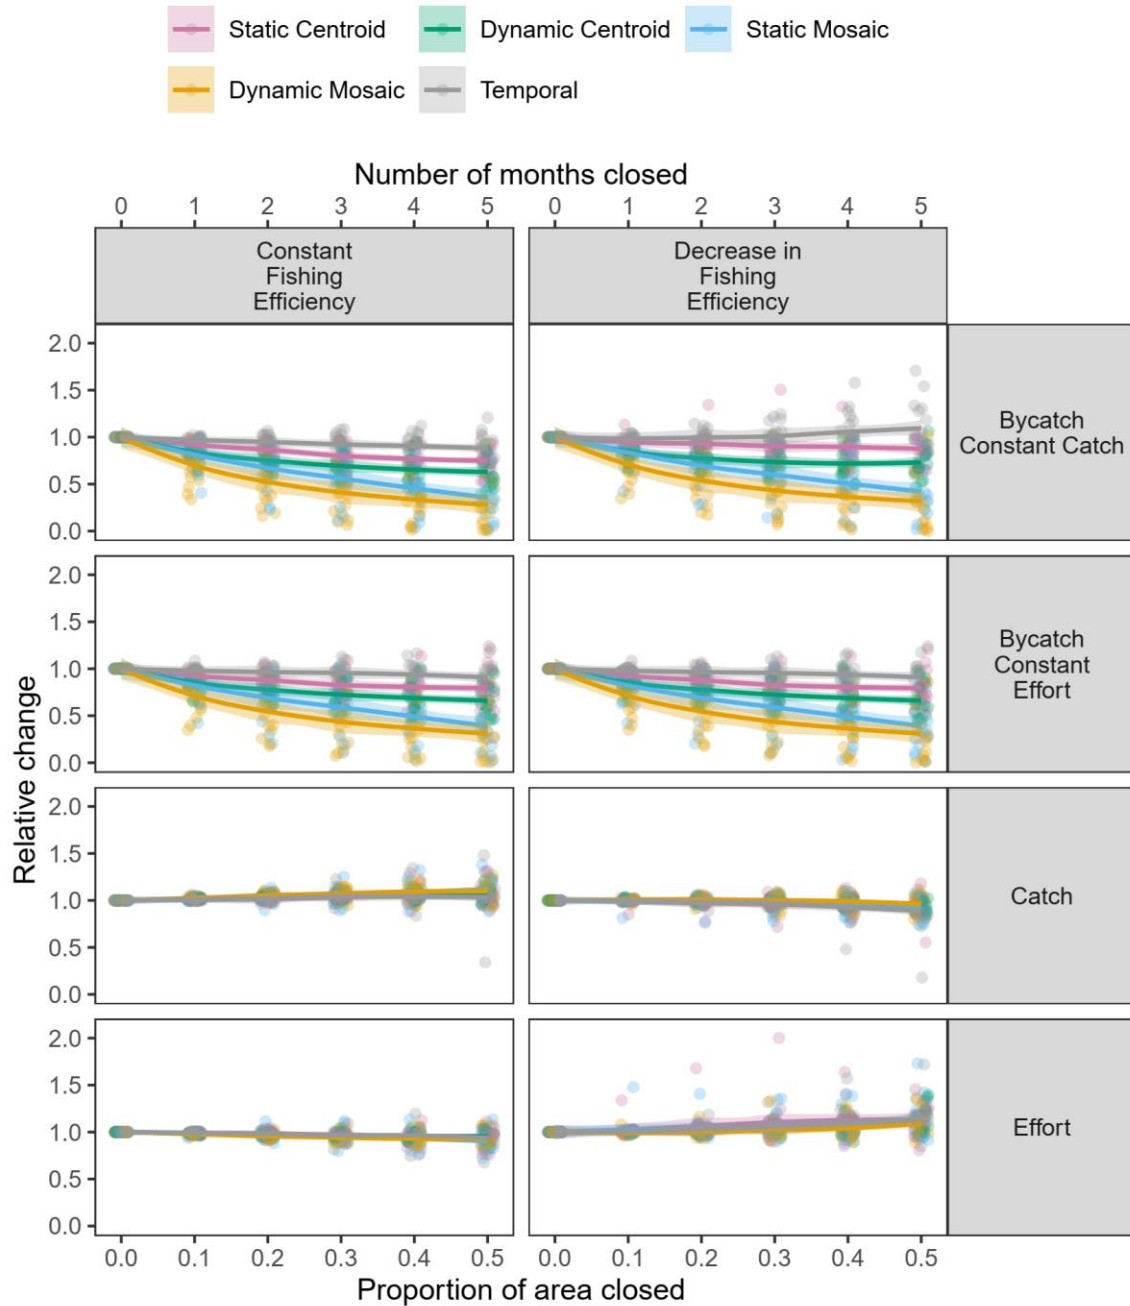 Static Centroid Dynamic Centroid Static Mosaic
Dynamic Mosaic Temporal
Number of months closed
0 1 2 3 4 5 0 1 2 3 4 5
Constant
Fishing
Efficiency
Decrease in
Fishing
Efficiency
2.0
1.5
1.0
0.5
0.0
Bycatch
Constant Catch
2.0
1.5
1.0
0.5
0.0
Bycatch
Constant
Effort
Relative change
2.0
1.5
1.0
0.5
0.0
Catch
2.0
1.5
1.0
0.5
0.0
Effort
0.0 0.1 0.2 0.3 0.4 0.5 0.0 0.1 0.2 0.3 0.4 0.5
Proportion of area closed